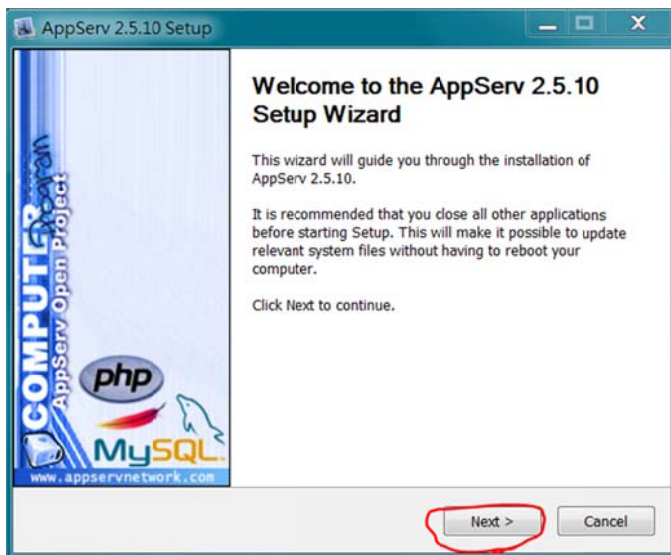 AppServ 2.5.10 Setup
COMPUTER
Program
AppServ Open Project
php
MySQL
www.appservnetwork.com
Welcome to the AppServ 2.5.10
Setup Wizard
This wizard will guide you through the installation of
AppServ 2.5.10.
It is recommended that you close all other applications
before starting Setup. This will make it possible to update
relevant system files without having to reboot your
computer.
Click Next to continue.
Next >
Cancel